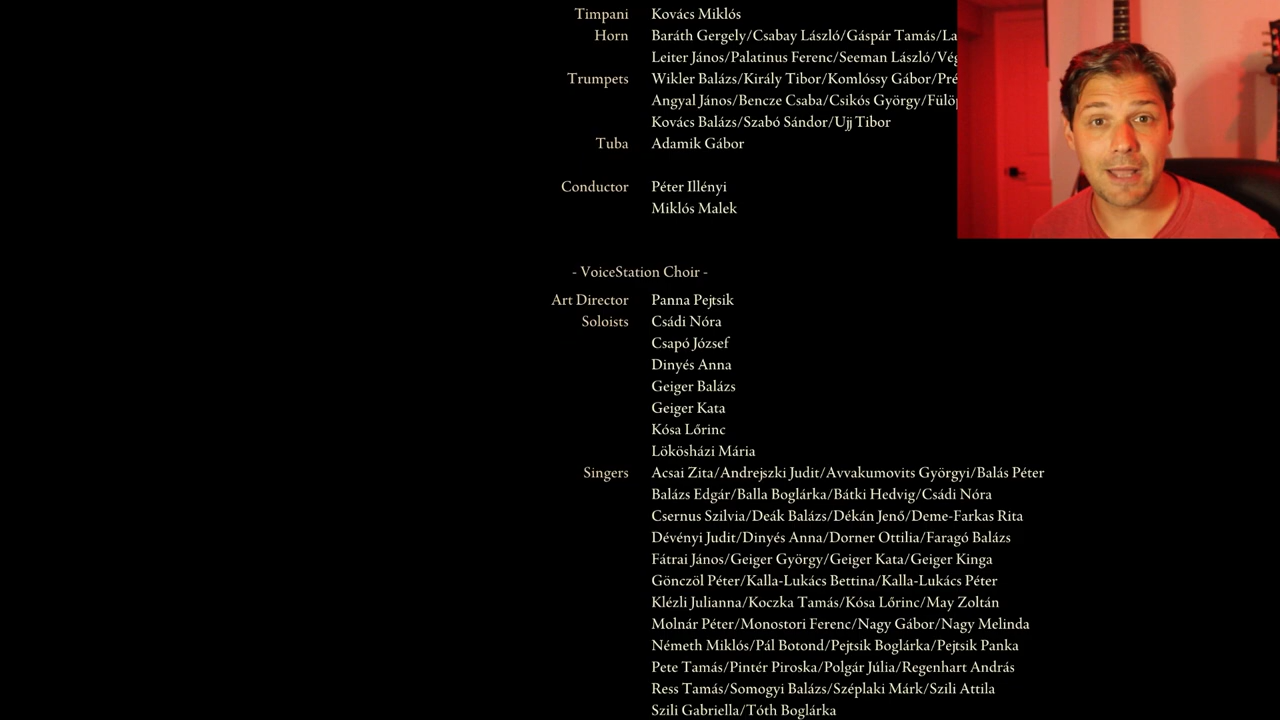 Timpani Kovács Miklós
Horn Baráth Gergely/Csabay László/Gáspár Tamás/
Leiter János/Palatinus Ferenc/Seeman László/
Trumpets Wikler Balázs/Király Tibor/Komlóssy Gábor/
Angyal János/Bencze Csaba/Csikós György/
Kovács Balázs/Szabó Sándor/Ujj Tibor
Tuba Adamik Gábor
Conductor Péter Illényi
Miklós Malek
- VoiceStation Choir -
Art Director Panna Pejtsik
Soloists Csádi Nóra
Csapó József
Dinyés Anna
Geiger Balázs
Geiger Kata
Kósa Lőrinc
Lökösházi Mária
Singers Acsai Zita/Andrejszki Judit/Avvakumovits Györgyi/Balás Péter
Balázs Edgár/Balla Boglárka/Bátki Hedvig/Csádi Nóra
Csernus Szilvia/Deák Balázs/Dékán Jenő/Deme-Farkas Rita
Dévényi Judit/Dinyés Anna/Dorner Ottilia/Faragó Balázs
Fátrai János/Geiger György/Geiger Kata/Geiger Kinga
Gönczöl Péter/Kalla-Lukács Bettina/Kalla-Lukács Péter
Klézli Julianna/Koczka Tamás/Kósa Lőrinc/May Zoltán
Molnár Péter/Monostori Ferenc/Nagy Gábor/Nagy Melinda
Németh Miklós/Pál Botond/Pejtsik Boglárka/Pejtsik Panka
Pete Tamás/Pintér Piroska/Polgár Júlia/Regenhart András
Ress Tamás/Somogyi Balázs/Széplaki Márk/Szili Attila
Szili Gabriella/Tóth Boglárka